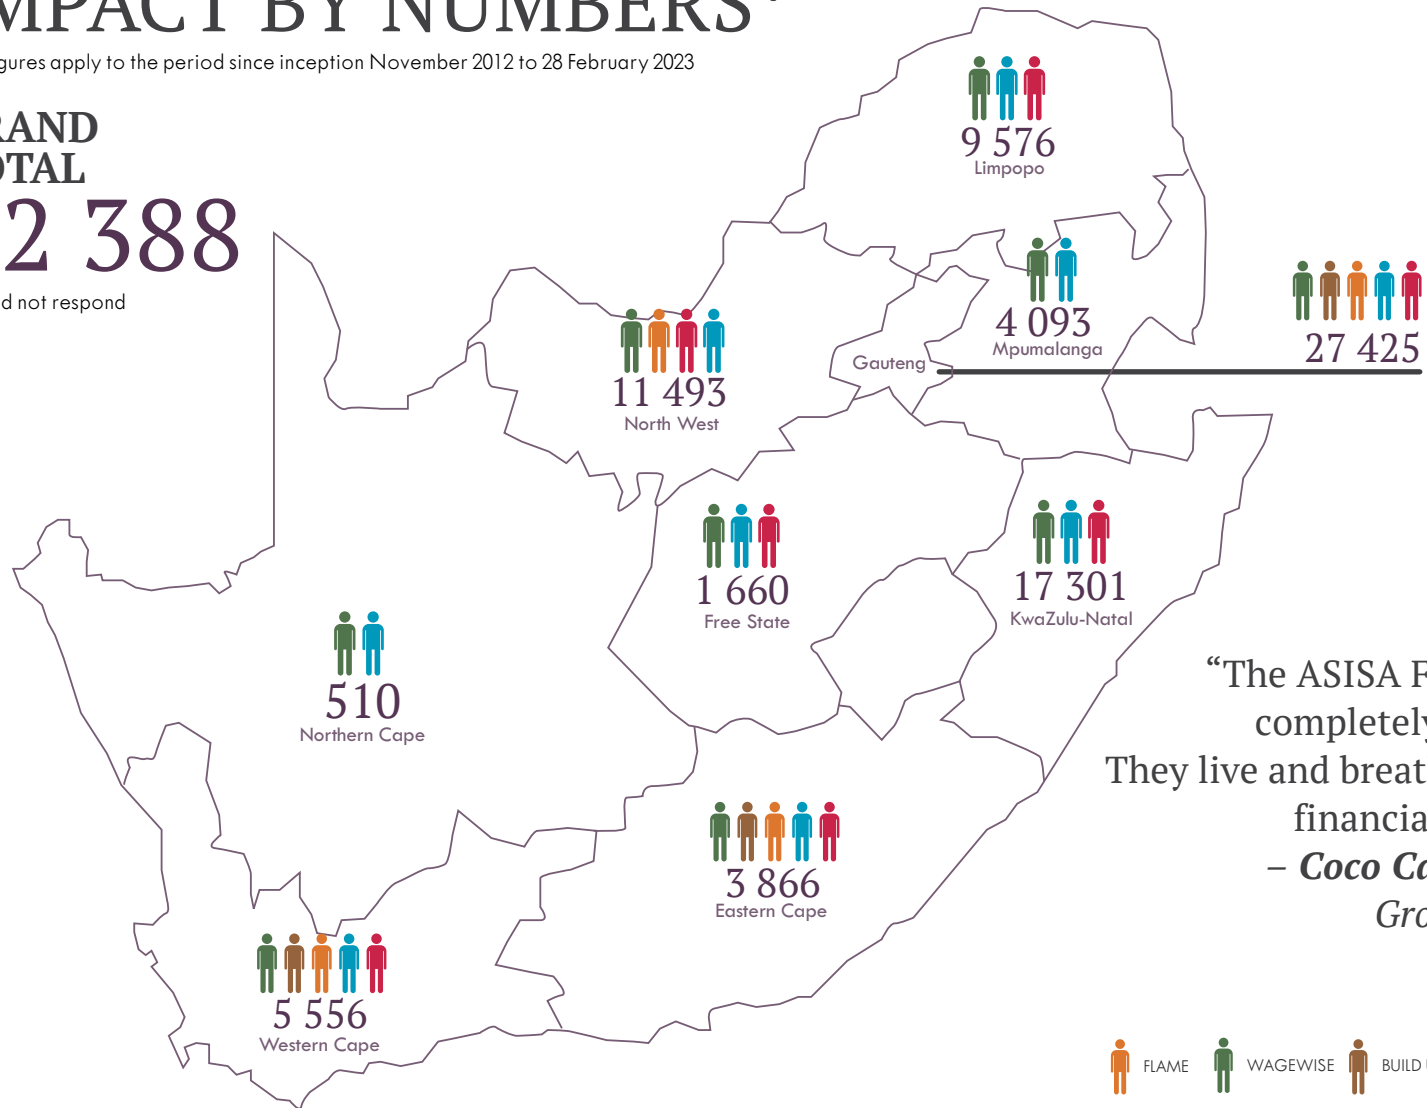 MPACT BY NUMBERS
gures apply to the period since inception November 2012 to 28 February 2023
RAND
OTAL
2 388
d not respond
9 576
Limpopo
4 093
Mpumalanga
27 425
Gauteng
11 493
North West
1 660
Free State
17 301
KwaZulu-Natal
510
Northern Cape
“The ASISA F
completely
They live and breat
financia
– Coco Ca
Gro
3 866
Eastern Cape
5 556
Western Cape
FLAME WAGEWISE BUILD